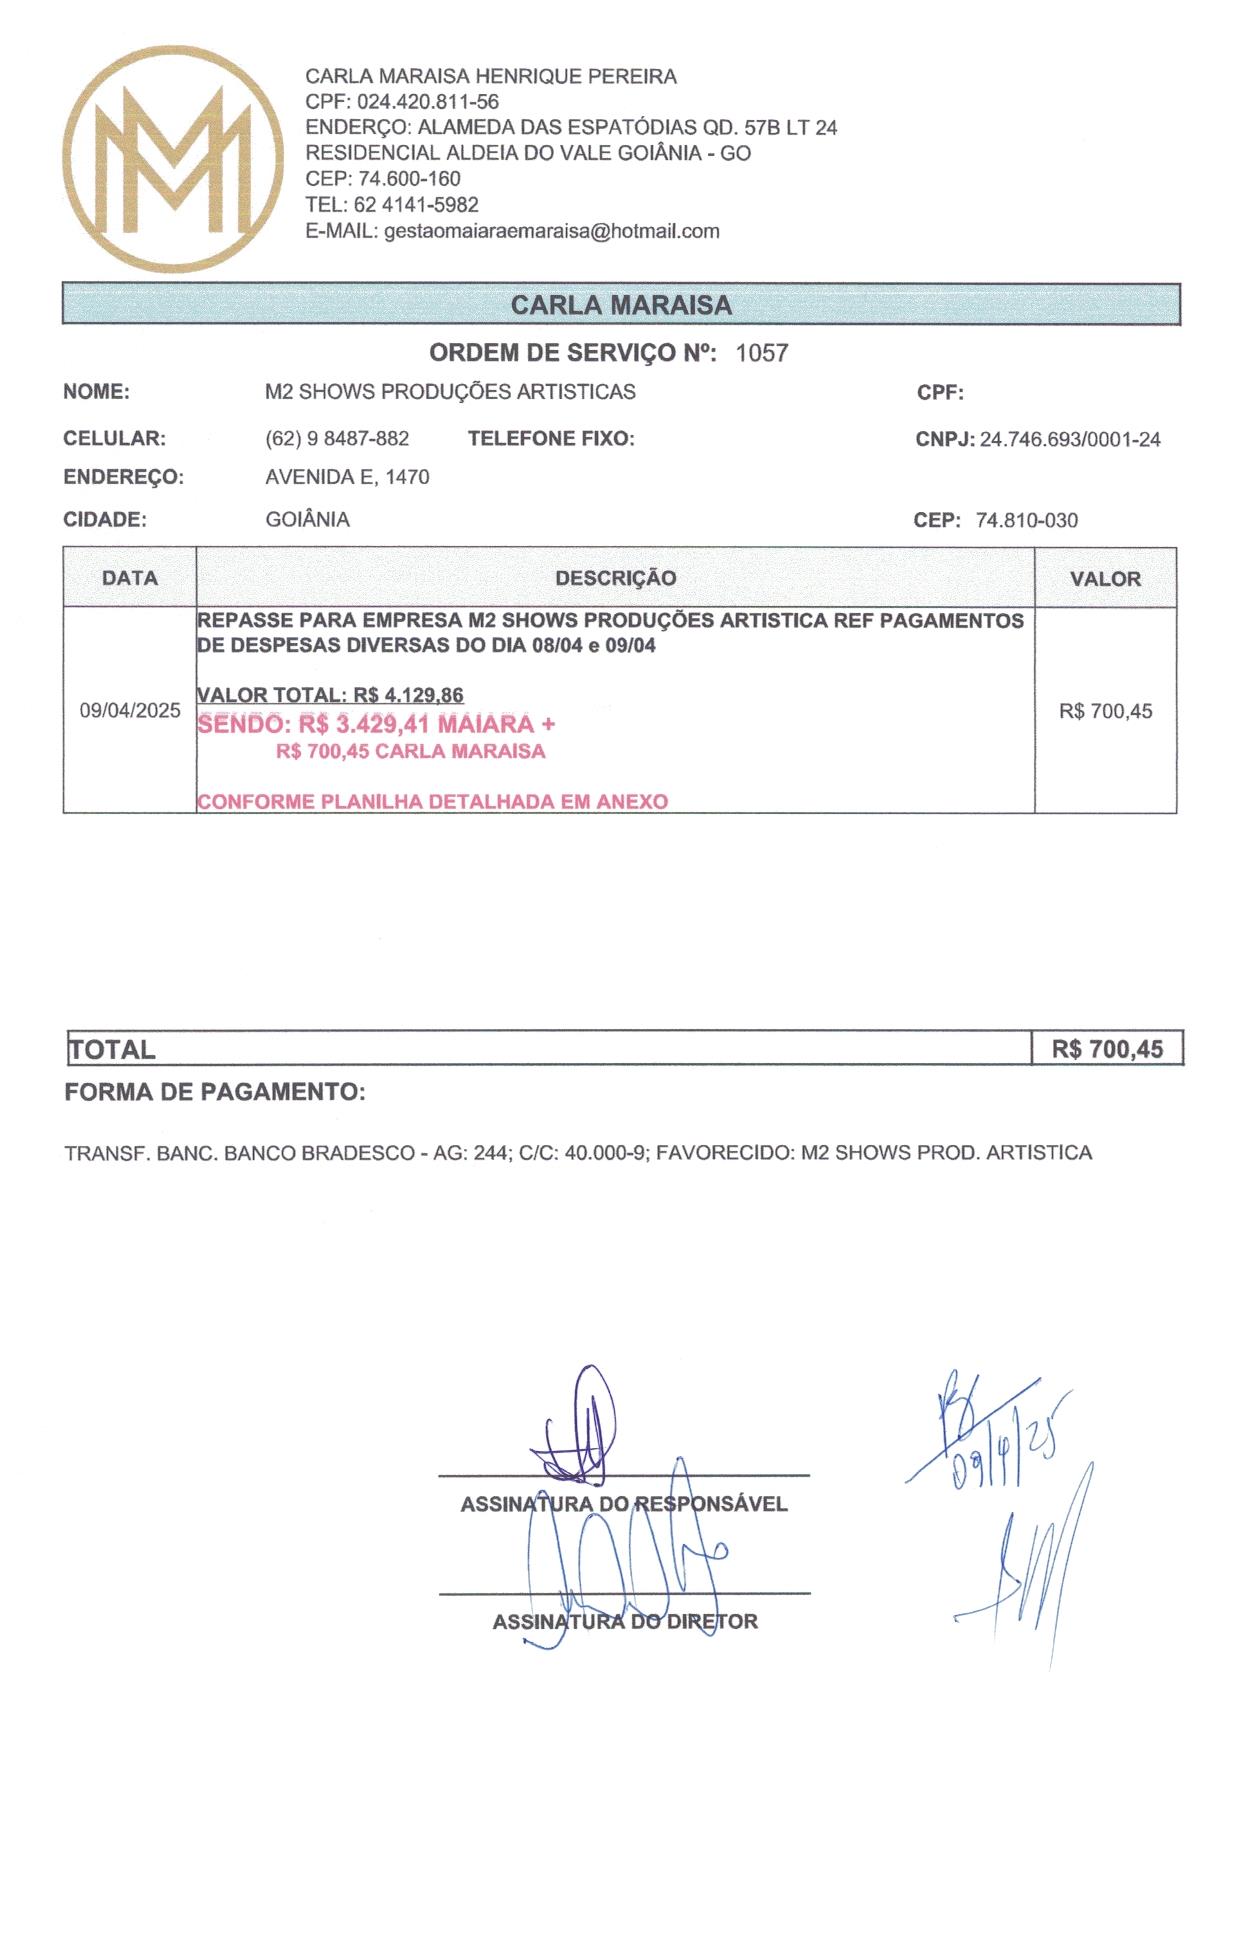 CARLA MARAISA HENRIQUE PEREIRA
CPF: 024.420.811-56
ENDERÇO: ALAMEDA DAS ESPATÓDIAS QD. 57B LT 24
RESIDENCIAL ALDEIA DO VALE GOIÂNIA - GO
CEP: 74.600-160
TEL: 62 4141-5982
E-MAIL: gestaomaiaraemaraisa@hotmail.com
CARLA MARAISA
ORDEM DE SERVIÇO Nº: 1057
NOME: M2 SHOWS PRODUÇÕES ARTISTICAS CPF:
CELULAR: (62) 9 8487-882 TELEFONE FIXO: CNPJ: 24.746.693/0001-24
ENDEREÇO: AVENIDA E, 1470
CIDADE: GOIÂNIA CEP: 74.810-030
DATA DESCRIÇÃO VALOR
REPASSE PARA EMPRESA M2 SHOWS PRODUÇÕES ARTISTICA REF PAGAMENTOS
DE DESPESAS DIVERSAS DO DIA 08/04 e 09/04
VALOR TOTAL: R$ 4.129,86
09/04/2025 SENDO: R$ 3.429,41 MAIARA + R$ 700,45
R$ 700,45 CARLA MARAISA
CONFORME PLANILHA DETALHADA EM ANEXO
TOTAL R$ 700,45
FORMA DE PAGAMENTO:
TRANSF. BANC. BANCO BRADESCO - AG: 244; C/C: 40.000-9; FAVORECIDO: M2 SHOWS PROD. ARTISTICA
09/4/25
ASSINATURA DO RESPONSÁVEL
ASSINATURA DO DIRETOR